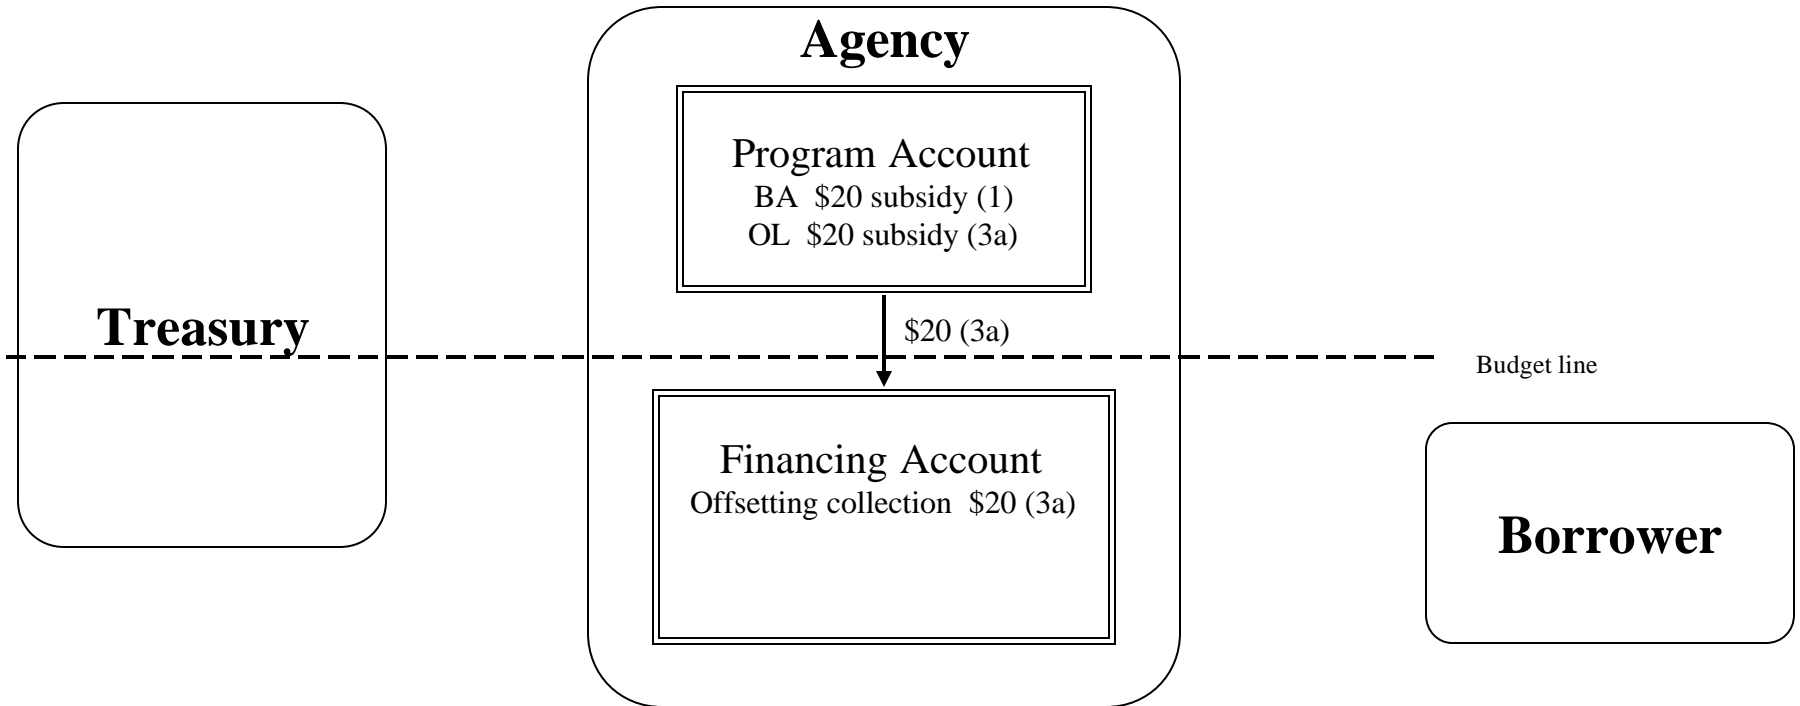 Agency
Program Account
BA $20 subsidy (1)
OL $20 subsidy (3a)
Treasury
$20 (3a)
Budget line
Financing Account
Offsetting collection $20 (3a)
Borrower